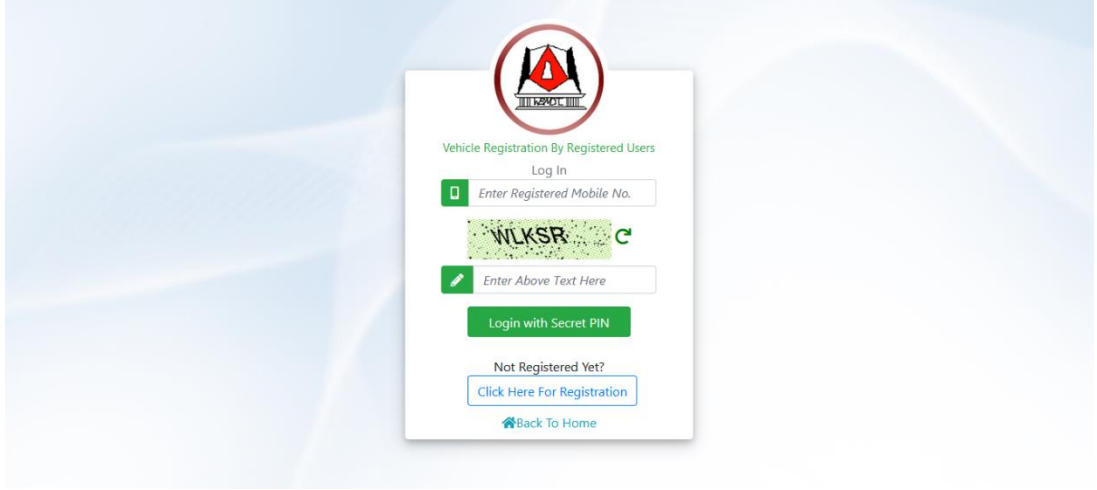 Vehicle Registration By Registered Users
Log In
Enter Registered Mobile No.
WLKSR
Enter Above Text Here
Login with Secret PIN
Not Registered Yet?
Click Here For Registration
Back To Home